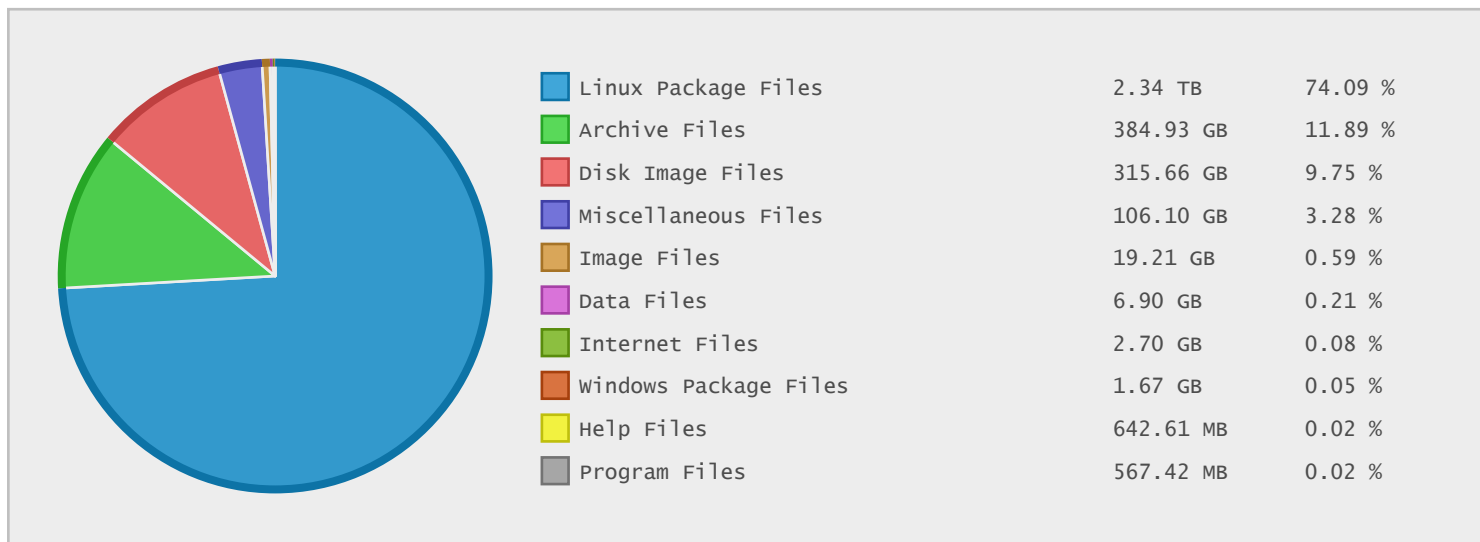 Linux Package Files 2.34 TB 74.09 %
Archive Files 384.93 GB 11.89 %
Disk Image Files 315.66 GB 9.75 %
Miscellaneous Files 106.10 GB 3.28 %
Image Files 19.21 GB 0.59 %
Data Files 6.90 GB 0.21 %
Internet Files 2.70 GB 0.08 %
Windows Package Files 1.67 GB 0.05 %
Help Files 642.61 MB 0.02 %
Program Files 567.42 MB 0.02 %